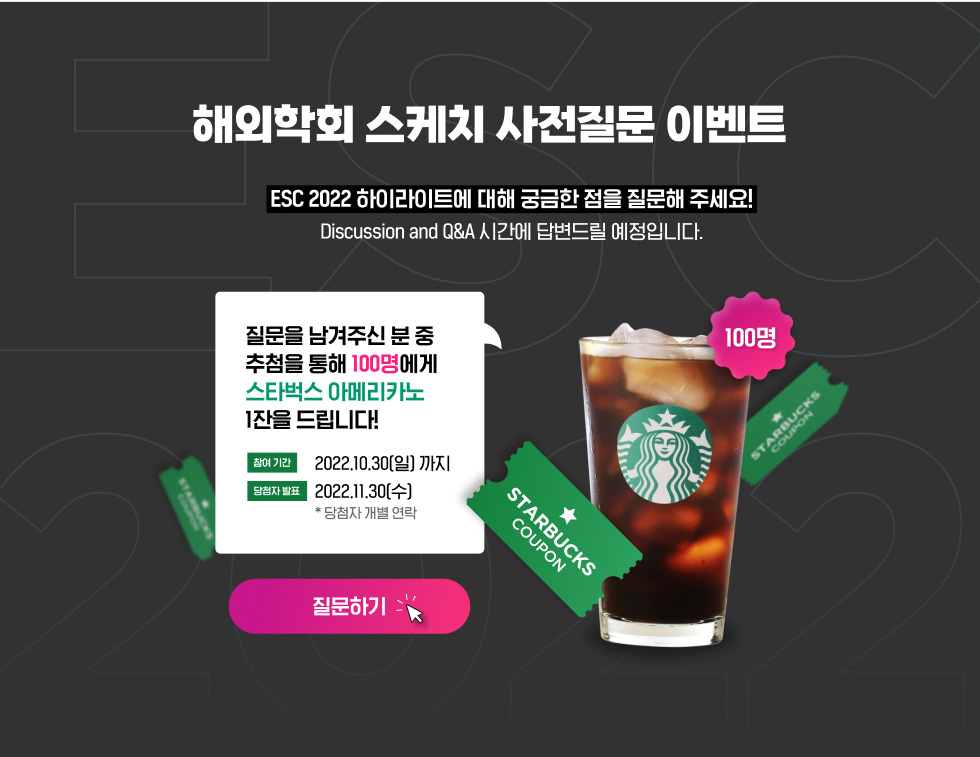 해외학회 스케치 사전질문 이벤트
ESC 2022 하이라이트에 대해 궁금한 점을 질문해 주세요!
Discussion and Q&A 시간에 답변드릴 예정입니다.
질문을 남겨주신 분 중
추첨을 통해 100명에게
스타벅스 아메리카노
1잔을 드립니다!
참여 기간 2022.10.30(일) 까지
당첨자 발표 2022.11.30(수)
* 당첨자 개별 연락
질문하기
100명
STARBUCKS
COUPON
STARBUCKS
COUPON
STARBUCKS
COUPON
ESC
2022